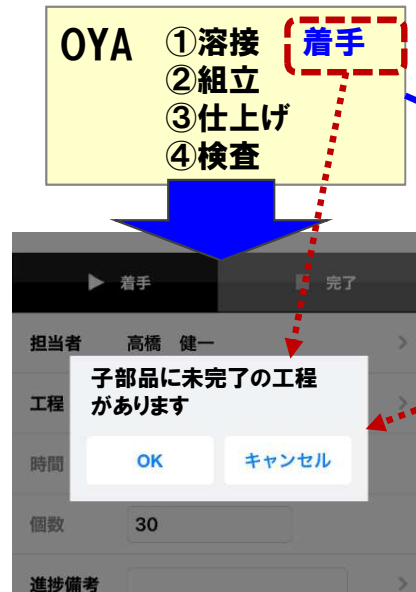 OYA ①溶接 着手
②組立
③仕上げ
④検査
▶ 着手 完了
担当者 高橋 健一 >
子部品に未完了の工程
があります
工程 >
時間
OK キャンセル
個数 30
進捗備考 >